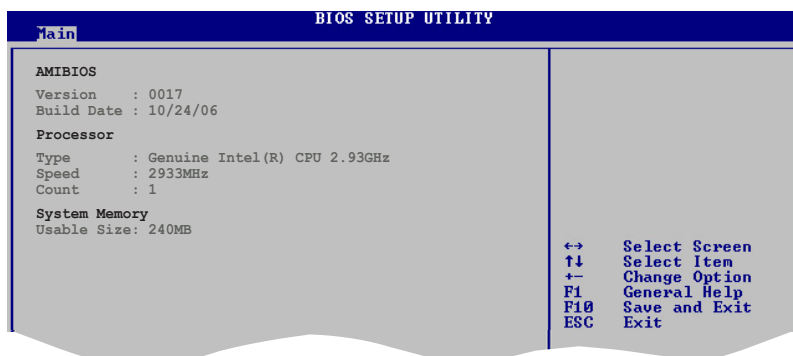 BIOS SETUP UTILITY
Main
AMIBIOS
Version : 0017
Build Date : 10/24/06
Processor
Type : Genuine Intel(R) CPU 2.93GHz
Speed : 2933MHz
Count : 1
System Memory
Usable Size: 240MB
←→ Select Screen
↑↓ Select Item
+- Change Option
F1 General Help
F10 Save and Exit
ESC Exit